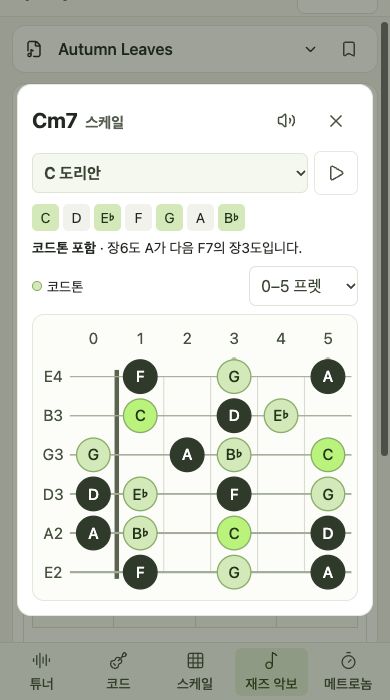 Autumn Leaves
Cm7 스케일
C 도리안
C D E♭ F G A B♭
코드톤 포함 · 장6도 A가 다음 F7의 장3도입니다.
코드톤 0–5 프렛
0 1 2 3 4 5
E4 F G A
B3 C D E♭
G3 G A B♭ C
D3 D E♭ F G
A2 A B♭ C D
E2 F G A
튜너 코드 스케일 재즈 악보 메트로놈